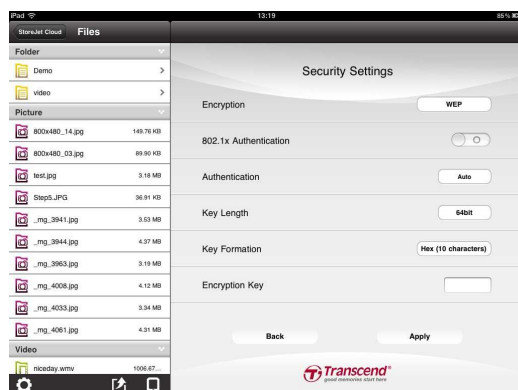 iPad
13:19
85 %
StoreJet Cloud
Files
Folder
Demo
video
Picture
800x480_14.jpg 149.76 KB
800x480_03.jpg 89.90 KB
test.jpg 3.18 MB
Step5.JPG 36.91 KB
_mg_3941.jpg 3.53 MB
_mg_3944.jpg 4.37 MB
_mg_3963.jpg 3.19 MB
_mg_4008.jpg 4.12 MB
_mg_4033.jpg 3.34 MB
_mg_4061.jpg 4.31 MB
Video
niceday.wmv 1006.67...
Security Settings
Encryption WEP
802.1x Authentication
Authentication Auto
Key Length 64bit
Key Formation Hex (10 characters)
Encryption Key
Back Apply
Transcend®
good memories start here